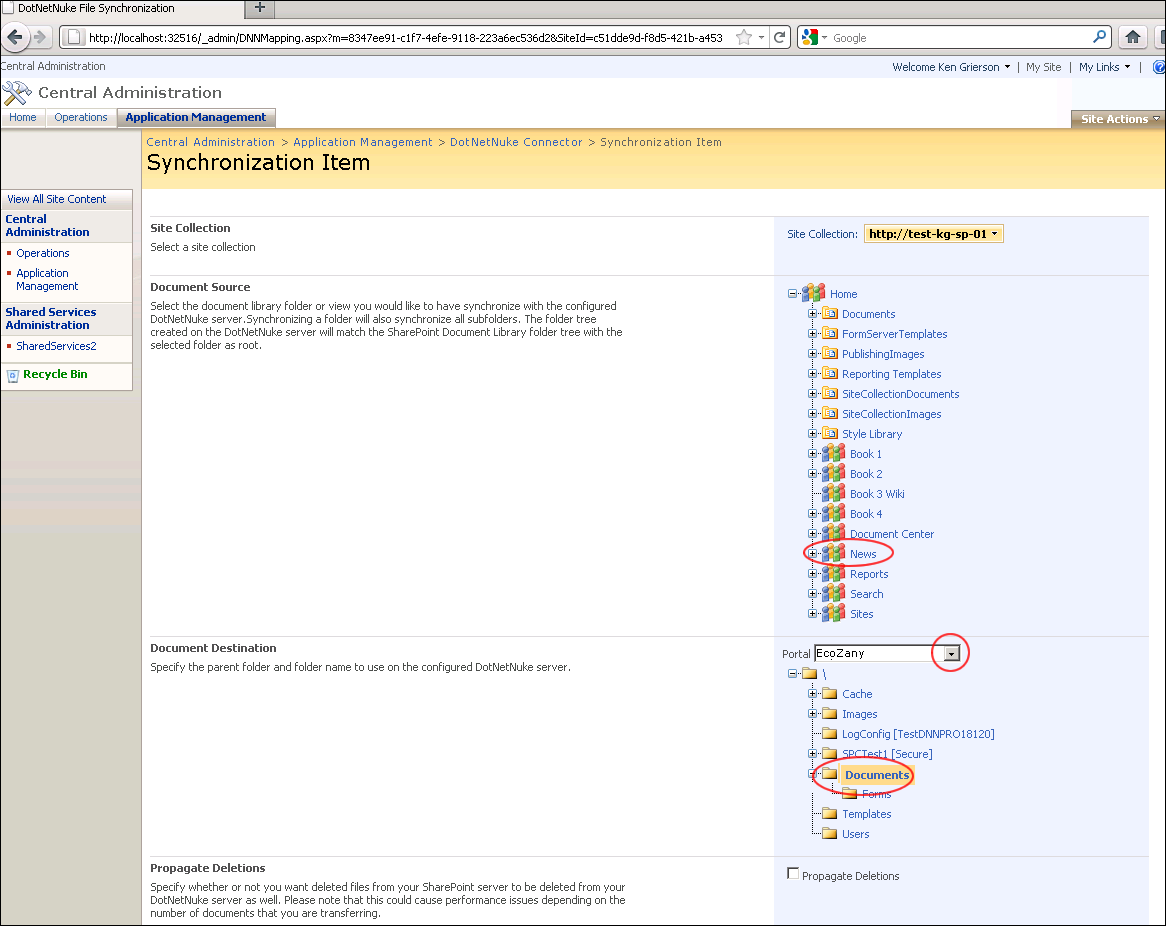 DotNetNuke File Synchronization
+
http://localhost:32516/_admin/DNNMapping.aspx?m=8347ee91-c1f7-4efe-9118-223a6ec536d2&SiteId=c51dde9d-f8d5-421b-a453
Google
Central Administration
Welcome Ken Grierson | My Site | My Links |
Central Administration
Home Operations Application Management
Site Actions
Central Administration > Application Management > DotNetNuke Connector > Synchronization Item
Synchronization Item
View All Site Content
Central
Administration
Operations
Application
Management
Shared Services
Administration
SharedServices2
Recycle Bin
Site Collection
Select a site collection
Site Collection: http://test-kg-sp-01
Document Source
Select the document library folder or view you would like to have synchronize with the configured
DotNetNuke server.Synchronizing a folder will also synchronize all subfolders. The folder tree
created on the DotNetNuke server will match the SharePoint Document Library folder tree with the
selected folder as root.
Home
Documents
FormServerTemplates
PublishingImages
Reporting Templates
SiteCollectionDocuments
SiteCollectionImages
Style Library
Book 1
Book 2
Book 3 Wiki
Book 4
Document Center
News
Reports
Search
Sites
Document Destination
Specify the parent folder and folder name to use on the configured DotNetNuke server.
Portal EcoZany
\
Cache
Images
LogConfig [TestDNNPRO18120]
SPCTest1 [Secure]
Documents
Forms
Templates
Users
Propagate Deletions
Specify whether or not you want deleted files from your SharePoint server to be deleted from your
DotNetNuke server as well. Please note that this could cause performance issues depending on the
number of documents that you are transferring.
Propagate Deletions